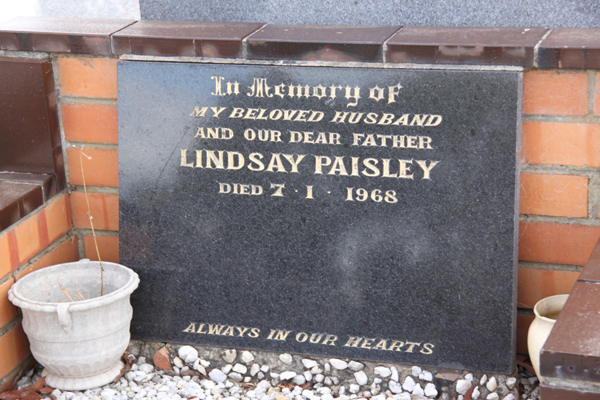 In Memory of
MY BELOVED HUSBAND
AND OUR DEAR FATHER
LINDSAY PAISLEY
DIED 7 · 1 · 1968
ALWAYS IN OUR HEARTS